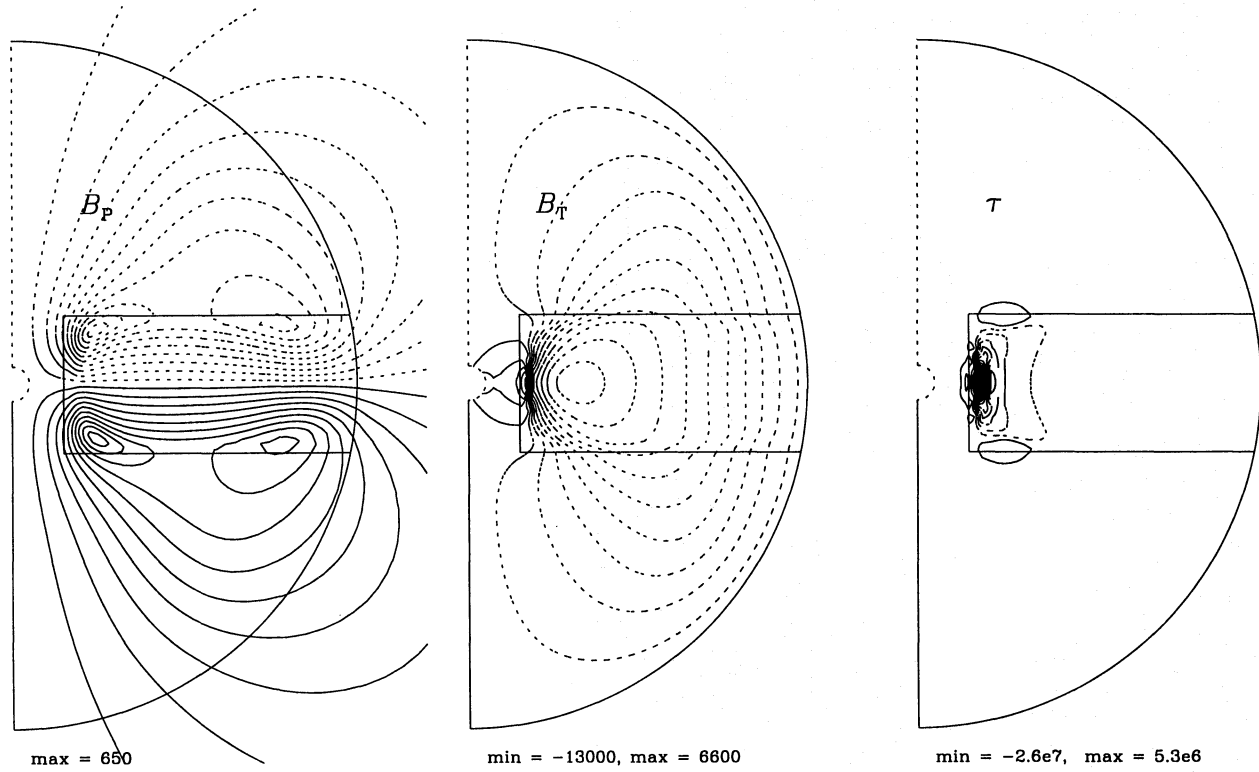 B_P
B_T
τ
max = 650
min = −13000, max = 6600
min = −2.6e7, max = 5.3e6